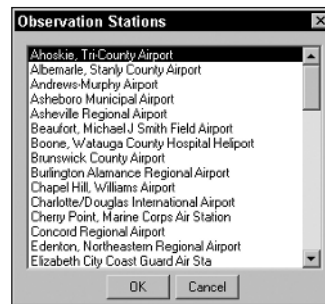 Observation Stations
Ahoskie, Tri-County Airport
Albemarle, Stanly County Airport
Andrews-Murphy Airport
Asheboro Municipal Airport
Asheville Regional Airport
Beaufort, Michael J Smith Field Airport
Boone, Watauga County Hospital Heliport
Brunswick County Airport
Burlington Alamance Regional Airport
Chapel Hill, Williams Airport
Charlotte/Douglas International Airport
Cherry Point, Marine Corps Air Station
Concord Regional Airport
Edenton, Northeastern Regional Airport
Elizabeth City Coast Guard Air Sta
OK Cancel